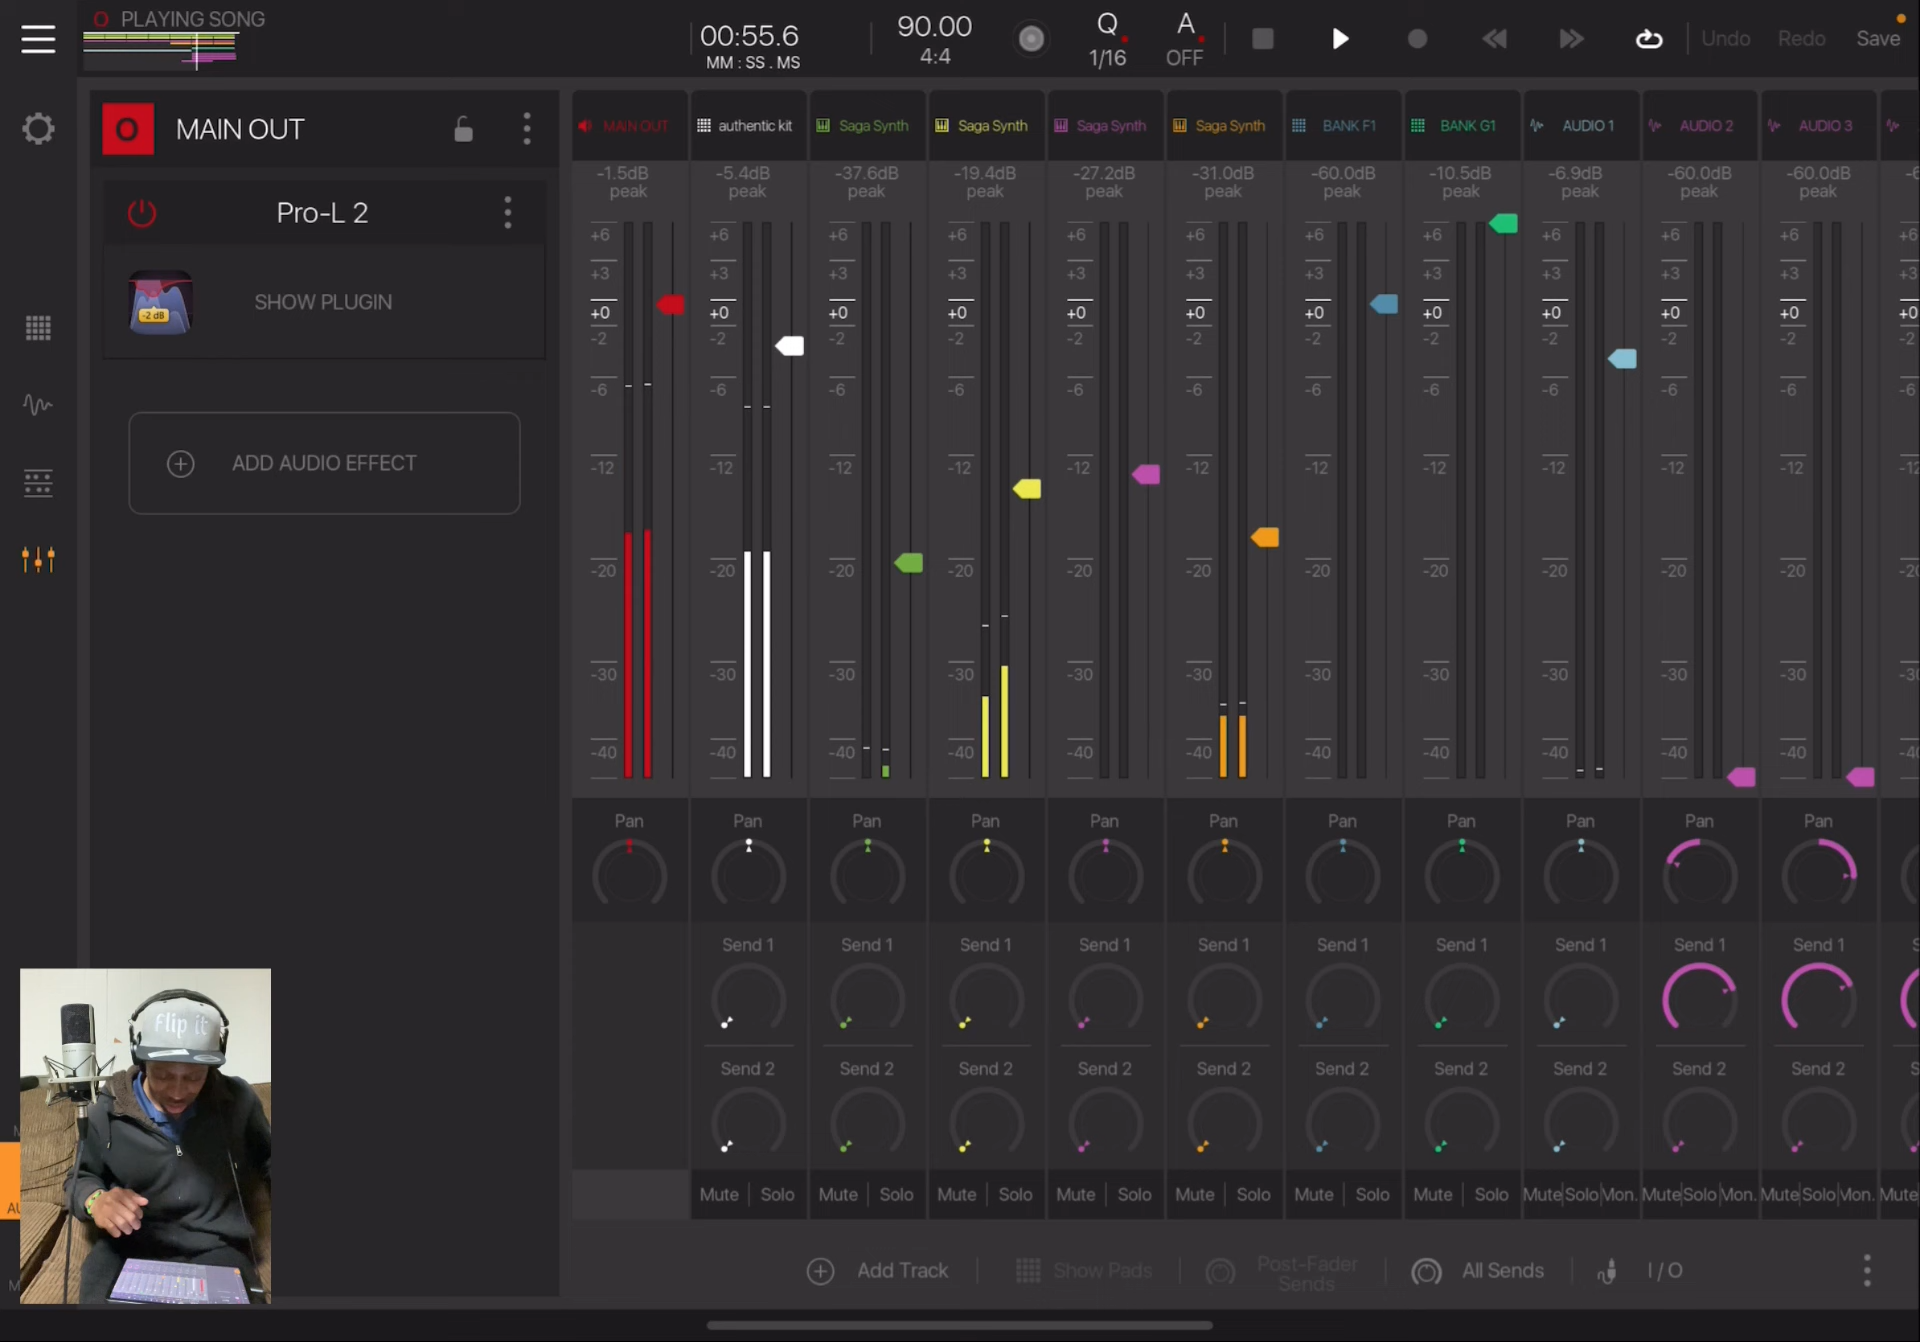 O PLAYING SONG
00:55.6
MM : SS . MS
90.00
4:4
Q
1/16
A
OFF
Undo
Redo
Save
O
MAIN OUT
Pro-L 2
-2 dB
SHOW PLUGIN
ADD AUDIO EFFECT
MAIN OUT
authentic kit
Saga Synth
Saga Synth
Saga Synth
Saga Synth
BANK F1
BANK G1
AUDIO 1
AUDIO 2
AUDIO 3
-1.5dB
peak
-5.4dB
peak
-37.6dB
peak
-19.4dB
peak
-27.2dB
peak
-31.0dB
peak
-60.0dB
peak
-10.5dB
peak
-6.9dB
peak
-60.0dB
peak
-60.0dB
peak
+6 +6 +6 +6 +6 +6 +6 +6 +6 +6 +6 +6
+3 +3 +3 +3 +3 +3 +3 +3 +3 +3 +3 +3
+0 +0 +0 +0 +0 +0 +0 +0 +0 +0 +0 +0
-2 -2 -2 -2 -2 -2 -2 -2 -2 -2 -2 -2
-6 -6 -6 -6 -6 -6 -6 -6 -6 -6 -6 -6
-12 -12 -12 -12 -12 -12 -12 -12 -12 -12 -12 -12
-20 -20 -20 -20 -20 -20 -20 -20 -20 -20 -20 -20
-30 -30 -30 -30 -30 -30 -30 -30 -30 -30 -30 -30
-40 -40 -40 -40 -40 -40 -40 -40 -40 -40 -40 -40
Pan Pan Pan Pan Pan Pan Pan Pan Pan Pan Pan
Send 1 Send 1 Send 1 Send 1 Send 1 Send 1 Send 1 Send 1 Send 1 Send 1
Send 2 Send 2 Send 2 Send 2 Send 2 Send 2 Send 2 Send 2 Send 2 Send 2
Mute Solo Mute Solo Mute Solo Mute Solo Mute Solo Mute Solo Mute Solo Mute Solo Mon. Mute Solo Mon. Mute Solo Mon. Mute
Add Track
Show Pads
Post-Fader
Sends
All Sends
I / O
Flip it